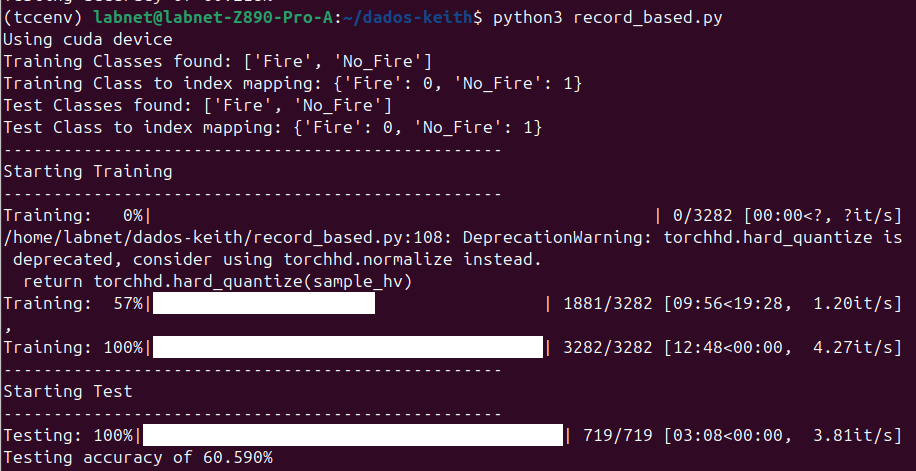 (tccenv) labnet@labnet-Z890-Pro-A:~/dados-keith$ python3 record_based.py
Using cuda device
Training Classes found: ['Fire', 'No_Fire']
Training Class to index mapping: {'Fire': 0, 'No_Fire': 1}
Test Classes found: ['Fire', 'No_Fire']
Test Class to index mapping: {'Fire': 0, 'No_Fire': 1}
--------------------------------------------------
Starting Training
--------------------------------------------------
Training:   0%|                                                  | 0/3282 [00:00<?, ?it/s]
/home/labnet/dados-keith/record_based.py:108: DeprecationWarning: torchhd.hard_quantize is
 deprecated, consider using torchhd.normalize instead.
  return torchhd.hard_quantize(sample_hv)
Training:  57%|                                       | 1881/3282 [09:56<19:28,  1.20it/s]
,
Training: 100%|                                       | 3282/3282 [12:48<00:00,  4.27it/s]
--------------------------------------------------
Starting Test
--------------------------------------------------
Testing: 100%|                                          | 719/719 [03:08<00:00,  3.81it/s]
Testing accuracy of 60.590%